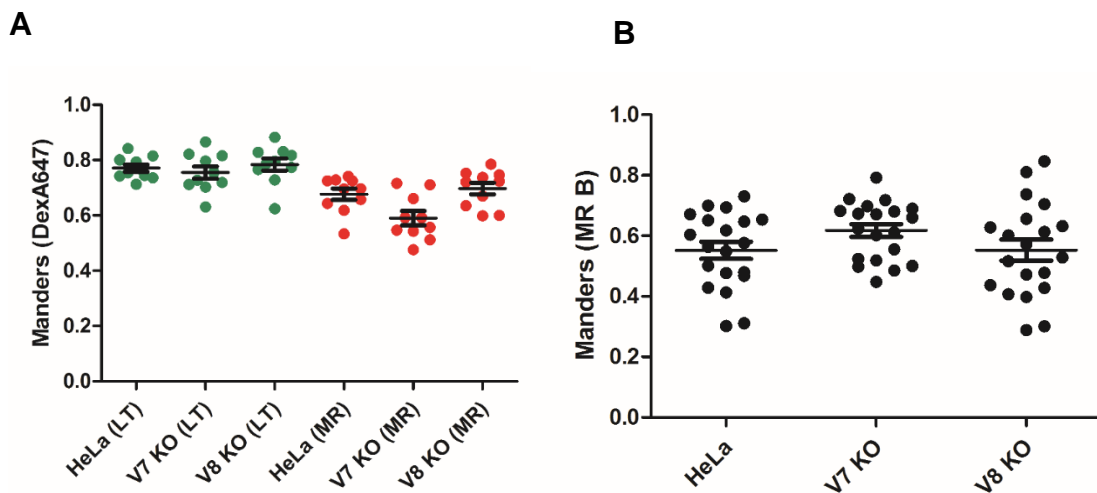 A
Manders (DexA647)
1.0
0.8
0.6
0.4
0.2
0.0
HeLa (LT)
V7 KO (LT)
V8 KO (LT)
HeLa (MR)
V7 KO (MR)
V8 KO (MR)
B
Manders (MR B)
1.0
0.8
0.6
0.4
0.2
0.0
HeLa
V7 KO
V8 KO